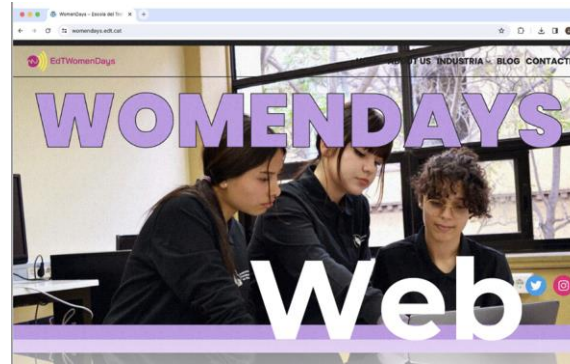 WomenDays – Escola del Tre
womendays.edt.cat
EdTWomenDays
ABOUT US INDUSTRIA BLOG CONTACT
WOMENDAYS
Web